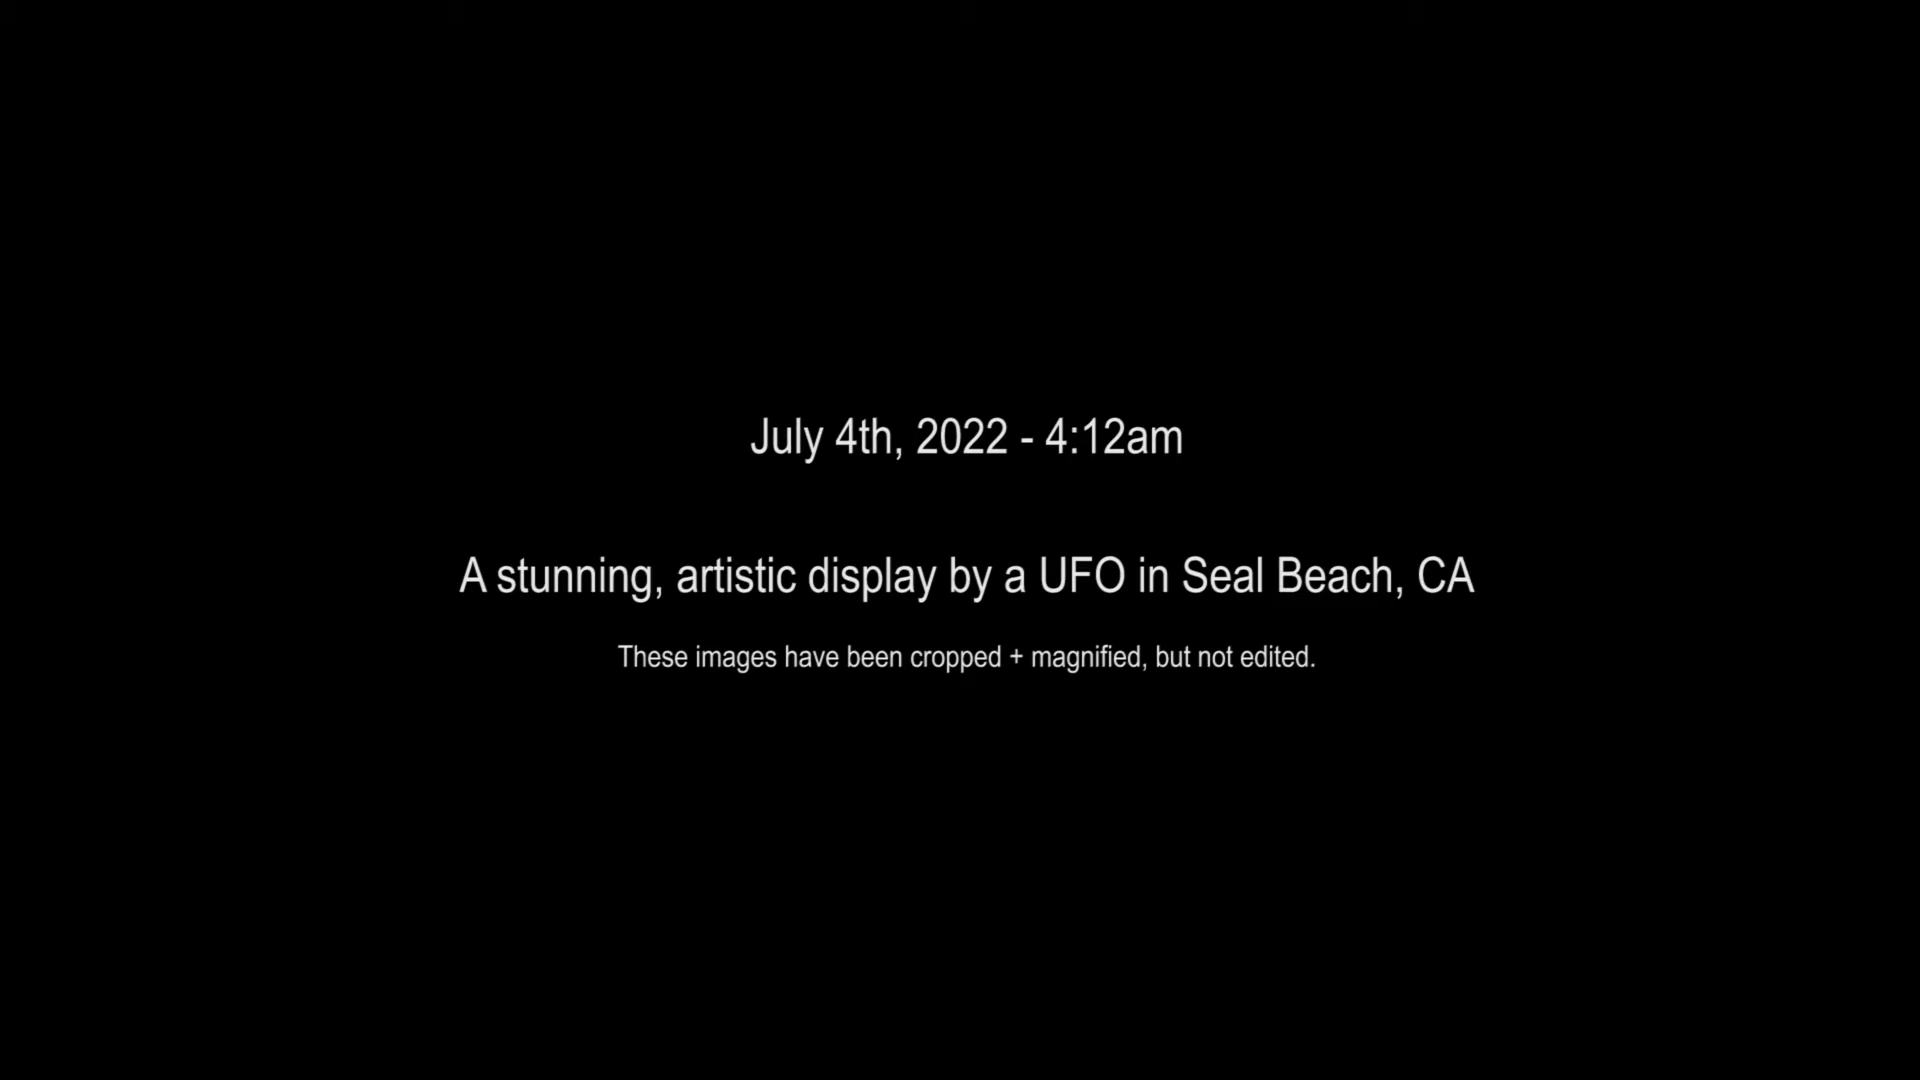 July 4th, 2022 - 4:12am
A stunning, artistic display by a UFO in Seal Beach, CA
These images have been cropped + magnified, but not edited.